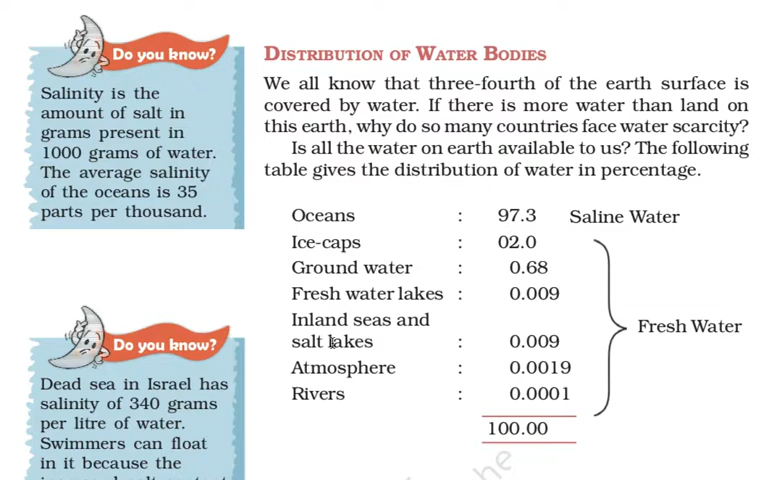 Do you know?
Salinity is the
amount of salt in
grams present in
1000 grams of water.
The average salinity
of the oceans is 35
parts per thousand.
DISTRIBUTION OF WATER BODIES
We all know that three-fourth of the earth surface is
covered by water. If there is more water than land on
this earth, why do so many countries face water scarcity?
Is all the water on earth available to us? The following
table gives the distribution of water in percentage.
Oceans : 97.3 Saline Water
Ice-caps : 02.0
Ground water : 0.68
Fresh water lakes : 0.009
Inland seas and
salt lakes : 0.009
Atmosphere : 0.0019
Rivers : 0.0001
100.00
Fresh Water
Do you know?
Dead sea in Israel has
salinity of 340 grams
per litre of water.
Swimmers can float
in it because the
he